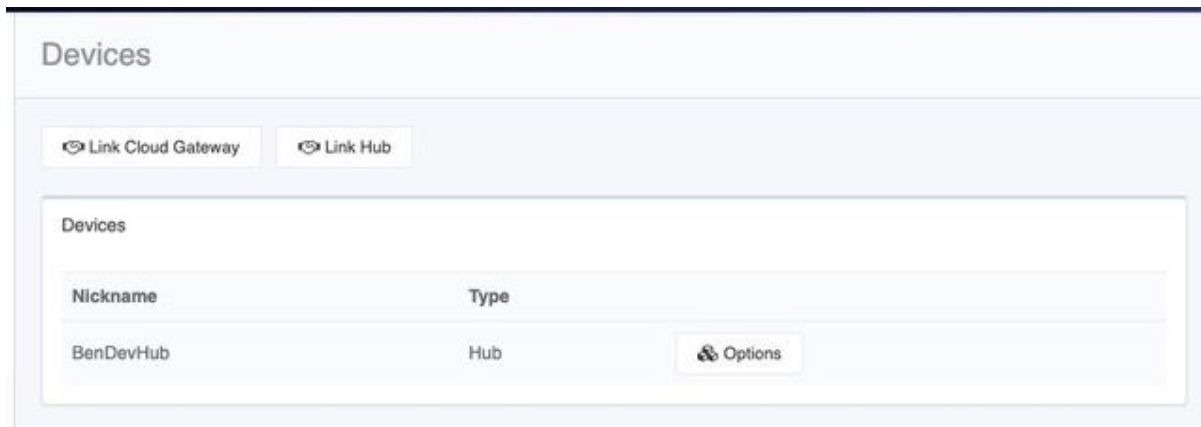 Devices
Link Cloud Gateway Link Hub
Devices
Nickname Type
BenDevHub Hub Options